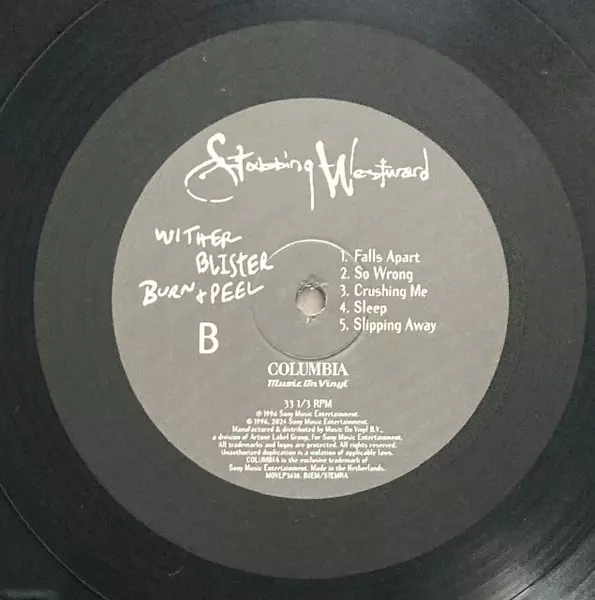 Stabbing Westward
WITHER
BLISTER
BURN + PEEL
B
1. Falls Apart
2. So Wrong
3. Crushing Me
4. Sleep
5. Slipping Away
COLUMBIA
Music On Vinyl
33 1/3 RPM
℗ 1996 Sony Music Entertainment.
© 1996, 2024 Sony Music Entertainment.
Manufactured & distributed by Music On Vinyl B.V.,
a division of Artone Label Group, for Sony Music Entertainment.
All trademarks and logos are protected. All rights reserved.
Unauthorized duplication is a violation of applicable laws.
COLUMBIA is the exclusive trademark of
Sony Music Entertainment. Made in the Netherlands.
MOVLP3618. BIEM/STEMRA